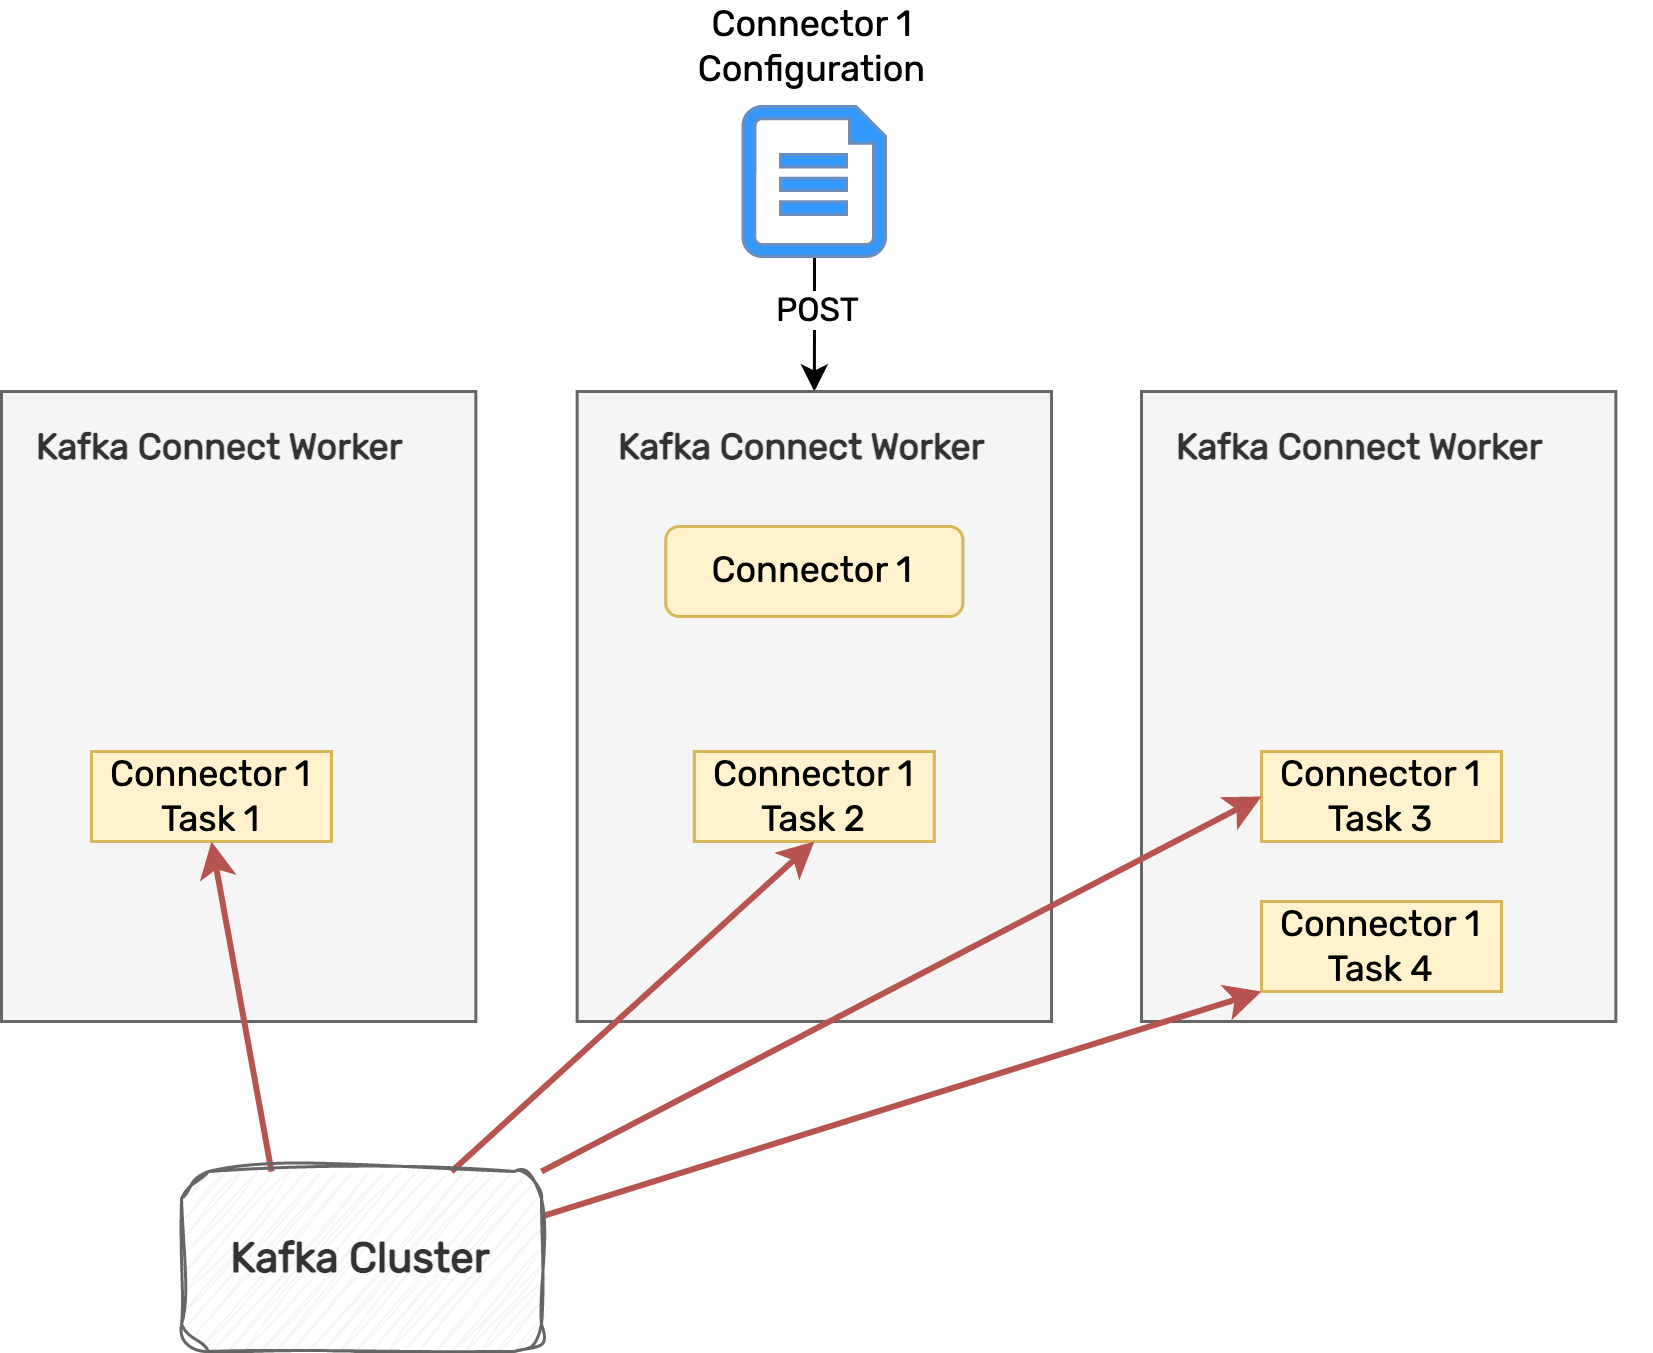 Connector 1
Configuration
POST
Kafka Connect Worker
Kafka Connect Worker
Kafka Connect Worker
Connector 1
Connector 1
Task 1
Connector 1
Task 2
Connector 1
Task 3
Connector 1
Task 4
Kafka Cluster